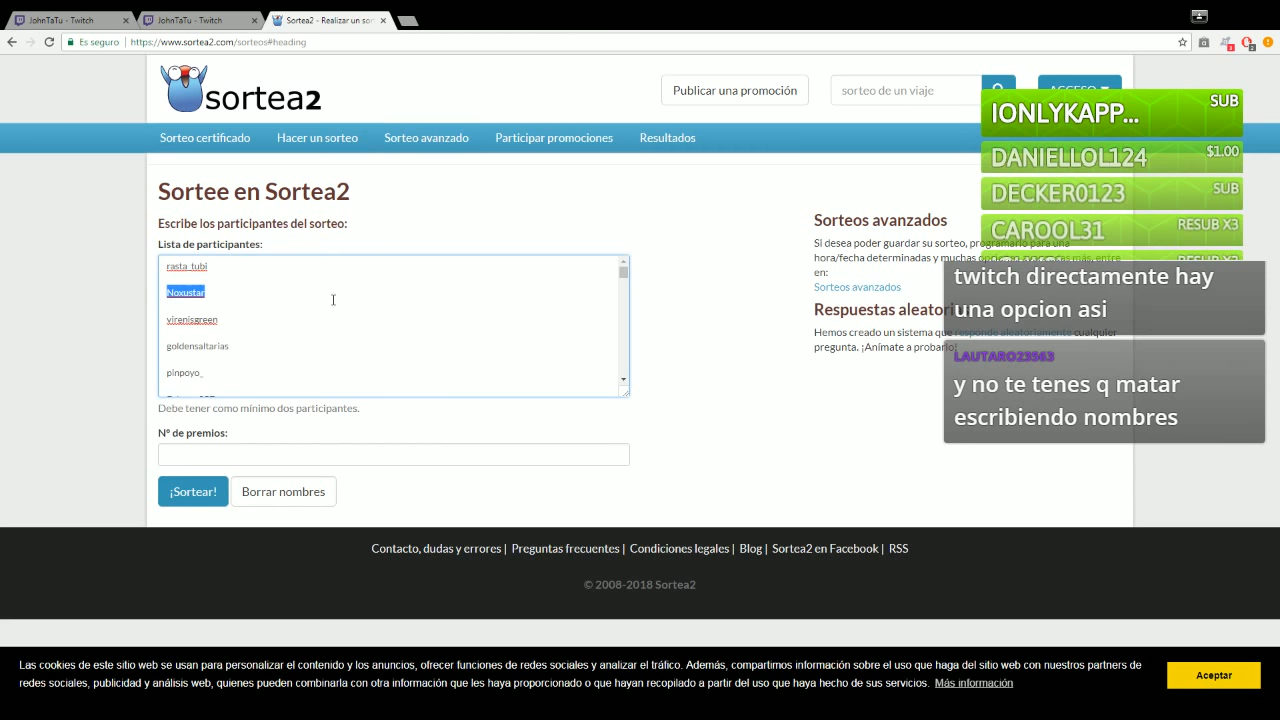 JohnTaTu - Twitch
JohnTaTu - Twitch
Sortea2 - Realizar un sor
Es seguro
https://www.sortea2.com/sorteos#heading
sortea2
Publicar una promoción
sorteo de un viaje
ACCESO
Sorteo certificado
Hacer un sorteo
Sorteo avanzado
Participar promociones
Resultados
IONLYKAPP... SUB
DANIELLOL124 $1.00
DECKER0123 SUB
CAROOL31 RESUB X3
Sortee en Sortea2
Escribe los participantes del sorteo:
Lista de participantes:
rasta_tubi
Noxustar
virenisgreen
goldensaltarias
pinpoyo_
Debe tener como mínimo dos participantes.
Nº de premios:
¡Sortear!
Borrar nombres
Sorteos avanzados
Si desea poder guardar su sorteo, programarlo para una
hora/fecha determinadas y muchas opciones más, entre
en:
Sorteos avanzados
Respuestas aleatori
Hemos creado un sistema que responde aleatoriamente cualquier
pregunta. ¡Anímate a probarlo!
twitch directamente hay
una opcion asi
LAUTARO23563
y no te tenes q matar
escribiendo nombres
Contacto, dudas y errores | Preguntas frecuentes | Condiciones legales | Blog | Sortea2 en Facebook | RSS
© 2008-2018 Sortea2
Las cookies de este sitio web se usan para personalizar el contenido y los anuncios, ofrecer funciones de redes sociales y analizar el tráfico. Además, compartimos información sobre el uso que haga del sitio web con nuestros partners de
redes sociales, publicidad y análisis web, quienes pueden combinarla con otra información que les haya proporcionado o que hayan recopilado a partir del uso que haya hecho de sus servicios. Más información
Aceptar